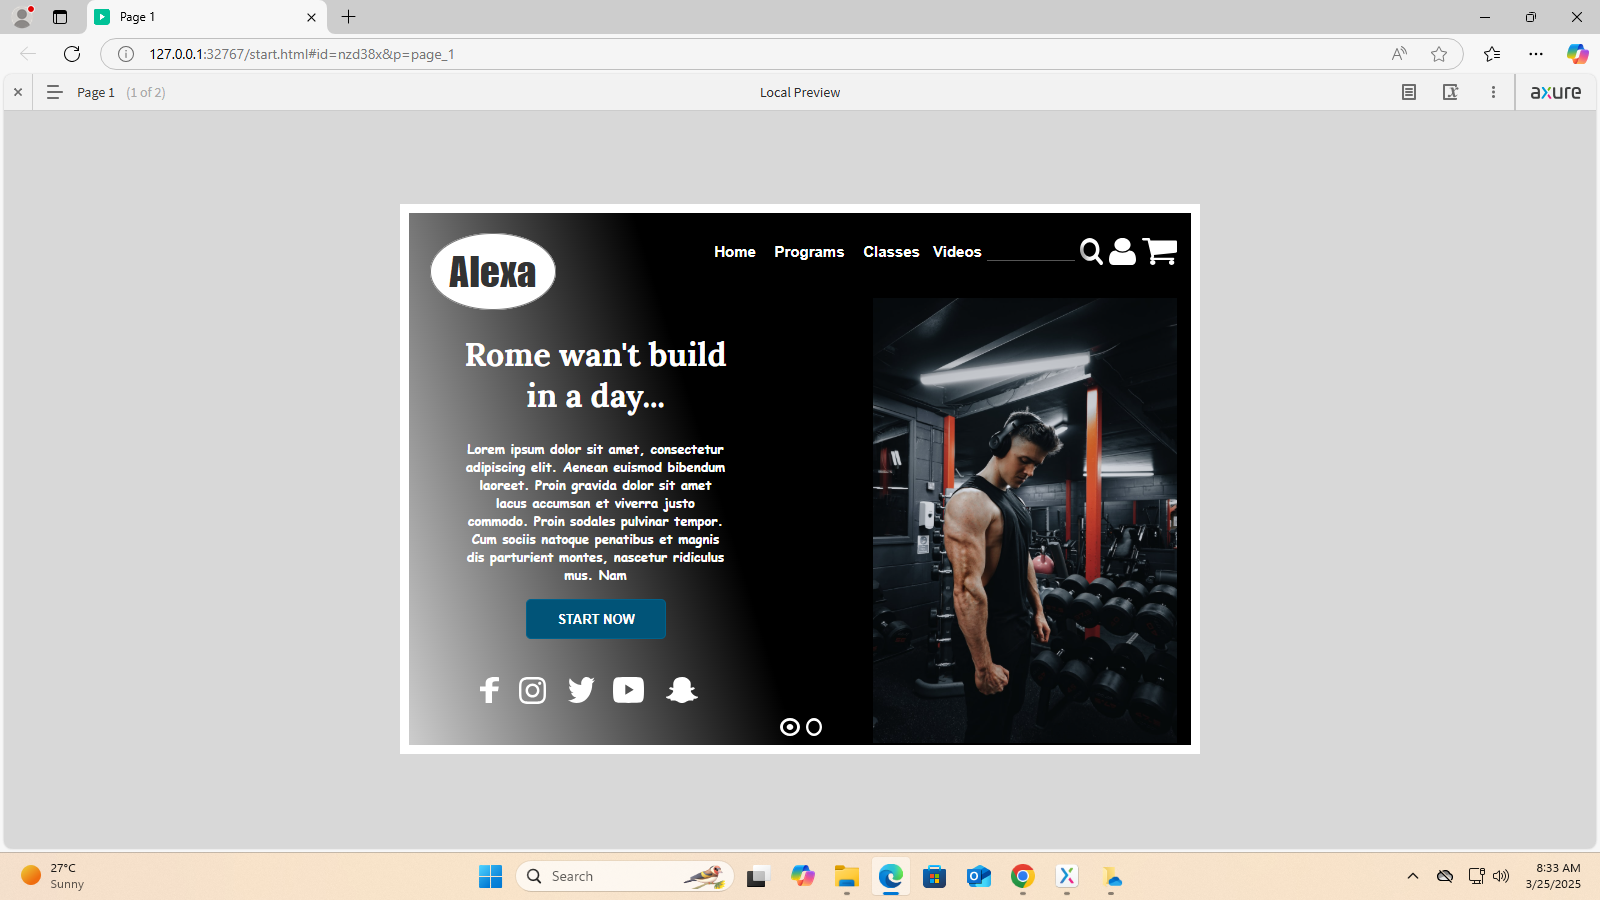 Page 1
127.0.0.1:32767/start.html#id=nzd38x&p=page_1
Page 1 (1 of 2)
Local Preview
axure
Alexa
Home Programs Classes Videos
Rome wan't build
in a day...
Lorem ipsum dolor sit amet, consectetur
adipiscing elit. Aenean euismod bibendum
laoreet. Proin gravida dolor sit amet
lacus accumsan et viverra justo
commodo. Proin sodales pulvinar tempor.
Cum sociis natoque penatibus et magnis
dis parturient montes, nascetur ridiculus
mus. Nam
START NOW
27°C
Sunny
Search
8:33 AM
3/25/2025